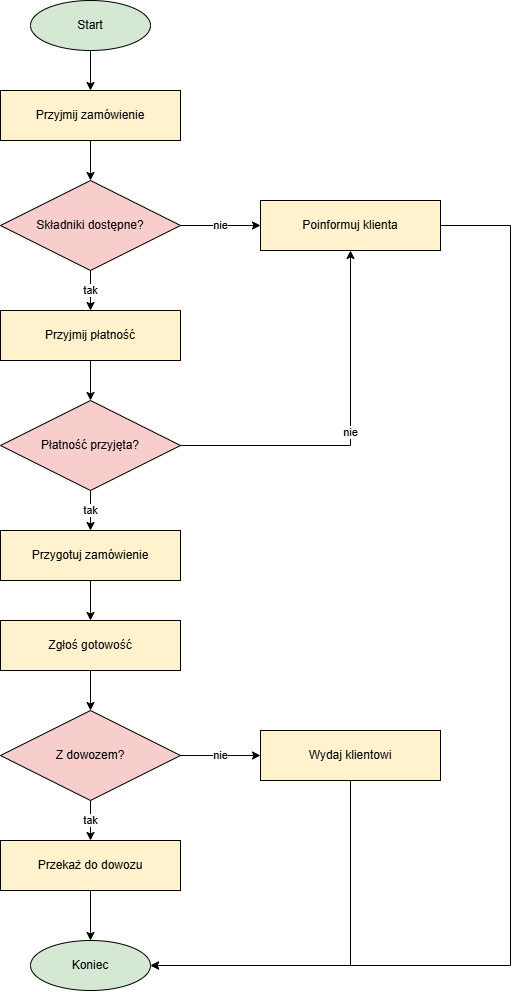 Start
Przyjmij zamówienie
Składniki dostępne?
nie
Poinformuj klienta
tak
Przyjmij płatność
Płatność przyjęta?
nie
tak
Przygotuj zamówienie
Zgłoś gotowość
Z dowozem?
nie
Wydaj klientowi
tak
Przekaż do dowozu
Koniec